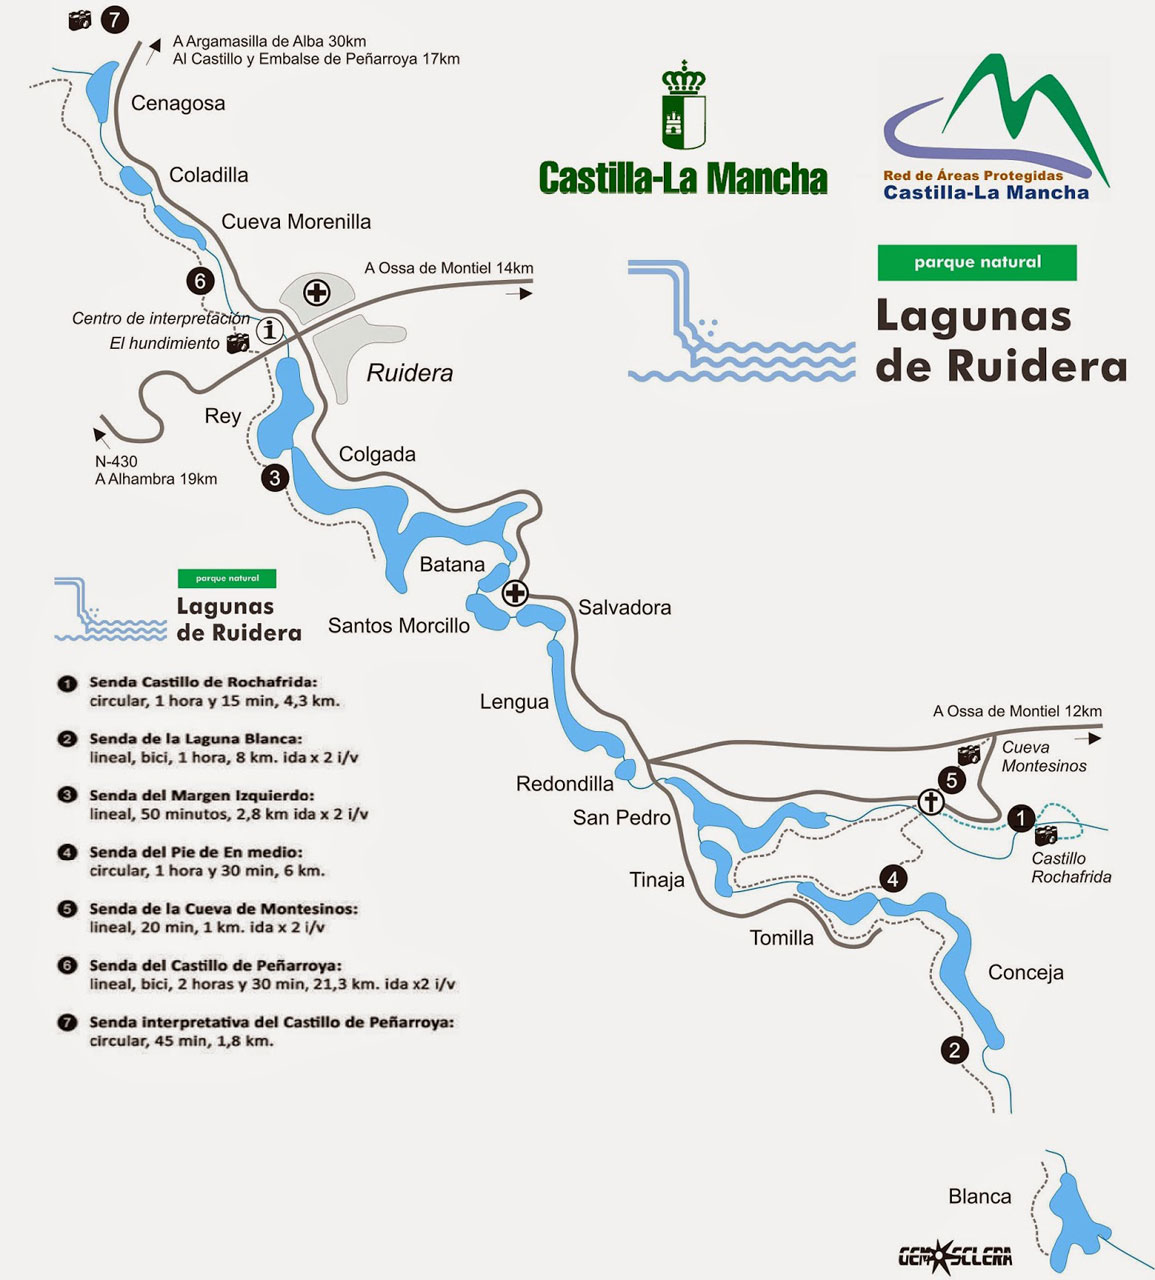 7
A Argamasilla de Alba 30km
Al Castillo y Embalse de Peñarroya 17km
Cenagosa
Coladilla
Cueva Morenilla
6
A Ossa de Montiel 14km
Centro de interpretación
i
El hundimiento
Ruidera
Rey
N-430
A Alhambra 19km
Colgada
3
Batana
Santos Morcillo
Salvadora
Lengua
Redondilla
San Pedro
Tinaja
Tomilla
A Ossa de Montiel 12km
Cueva
Montesinos
5
1
Castillo
Rochafrida
4
Conceja
2
Blanca
Castilla-La Mancha
Red de Áreas Protegidas
Castilla-La Mancha
parque natural
Lagunas
de Ruidera
parque natural
Lagunas
de Ruidera
1 Senda Castillo de Rochafrida:
circular, 1 hora y 15 min, 4,3 km.
2 Senda de la Laguna Blanca:
lineal, bici, 1 hora, 8 km. ida x 2 i/v
3 Senda del Margen Izquierdo:
lineal, 50 minutos, 2,8 km ida x 2 i/v
4 Senda del Pie de En medio:
circular, 1 hora y 30 min, 6 km.
5 Senda de la Cueva de Montesinos:
lineal, 20 min, 1 km. ida x 2 i/v
6 Senda del Castillo de Peñarroya:
lineal, bici, 2 horas y 30 min, 21,3 km. ida x2 i/v
7 Senda interpretativa del Castillo de Peñarroya:
circular, 45 min, 1,8 km.